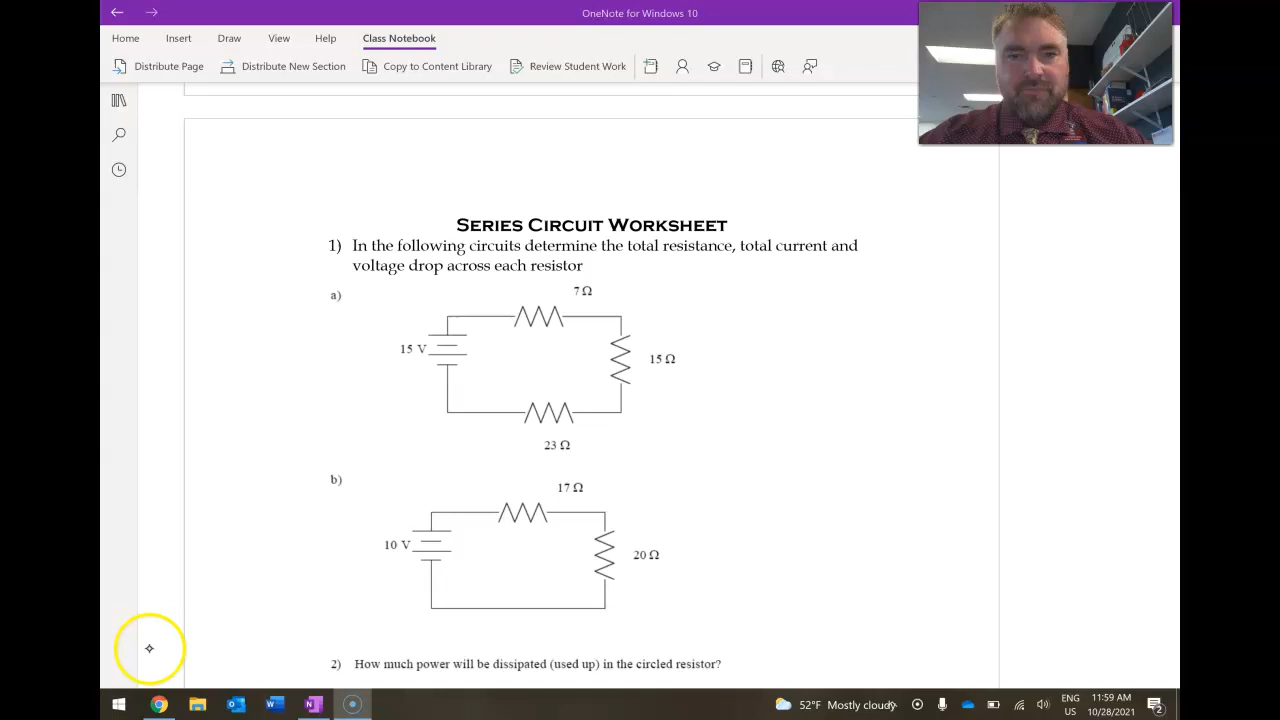 OneNote for Windows 10
Home Insert Draw View Help Class Notebook
Distribute Page Distribute New Section Copy to Content Library Review Student Work
SERIES CIRCUIT WORKSHEET
1) In the following circuits determine the total resistance, total current and
voltage drop across each resistor
a)
7 Ω
15 V
15 Ω
23 Ω
b)
17 Ω
10 V
20 Ω
2) How much power will be dissipated (used up) in the circled resistor?
52°F Mostly cloudy
ENG
US
11:59 AM
10/28/2021
2